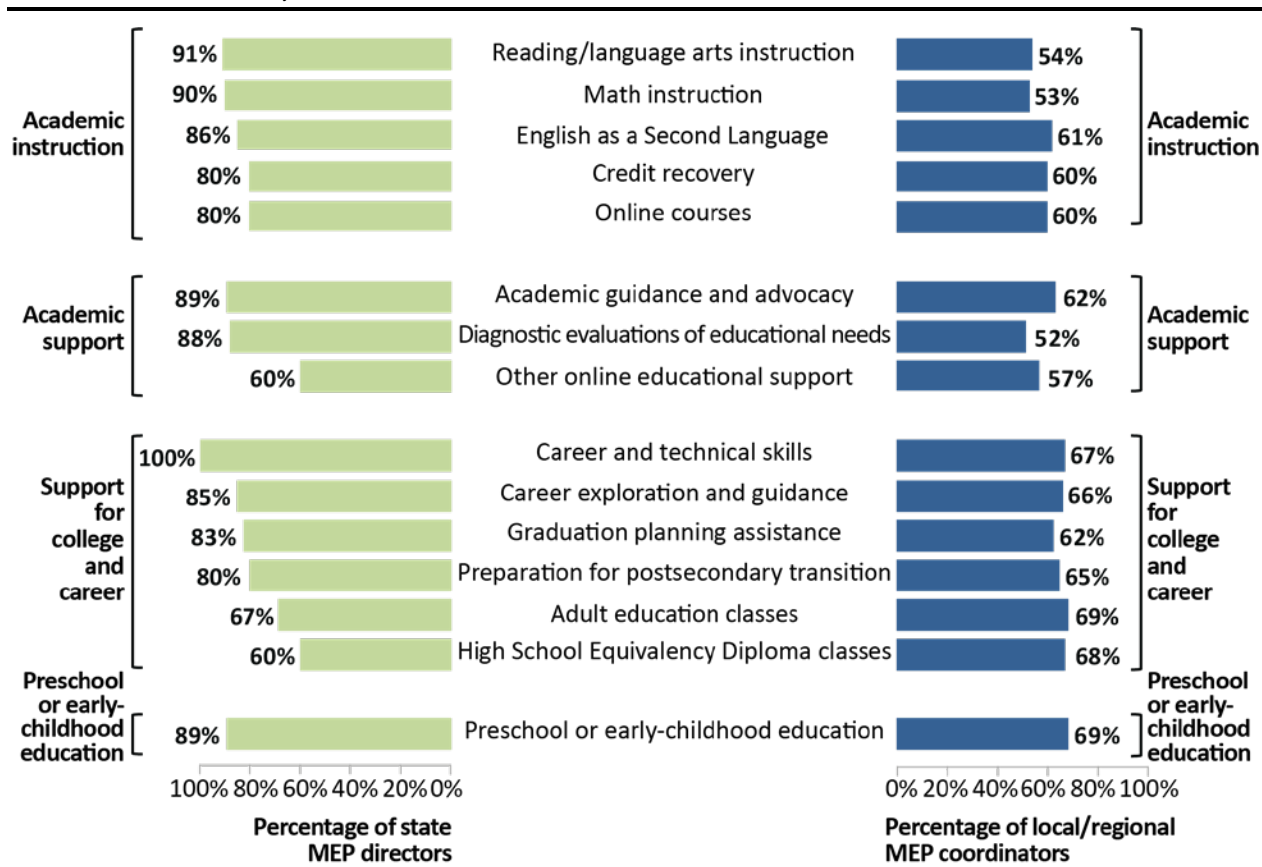 91% Reading/language arts instruction 54%
90% Math instruction 53%
Academic
instruction
86% English as a Second Language 61%
Academic
instruction
80% Credit recovery 60%
80% Online courses 60%
89% Academic guidance and advocacy 62%
Academic
support
88% Diagnostic evaluations of educational needs 52%
Academic
support
60% Other online educational support 57%
100% Career and technical skills 67%
Support
for
college
and
career
85% Career exploration and guidance 66%
Support
for
college
and
career
83% Graduation planning assistance 62%
80% Preparation for postsecondary transition 65%
67% Adult education classes 69%
60% High School Equivalency Diploma classes 68%
Preschool
or early-
childhood
education
89% Preschool or early-childhood education 69%
Preschool
or early-
childhood
education
100% 80% 60% 40% 20% 0%
0% 20% 40% 60% 80% 100%
Percentage of state
MEP directors
Percentage of local/regional
MEP coordinators